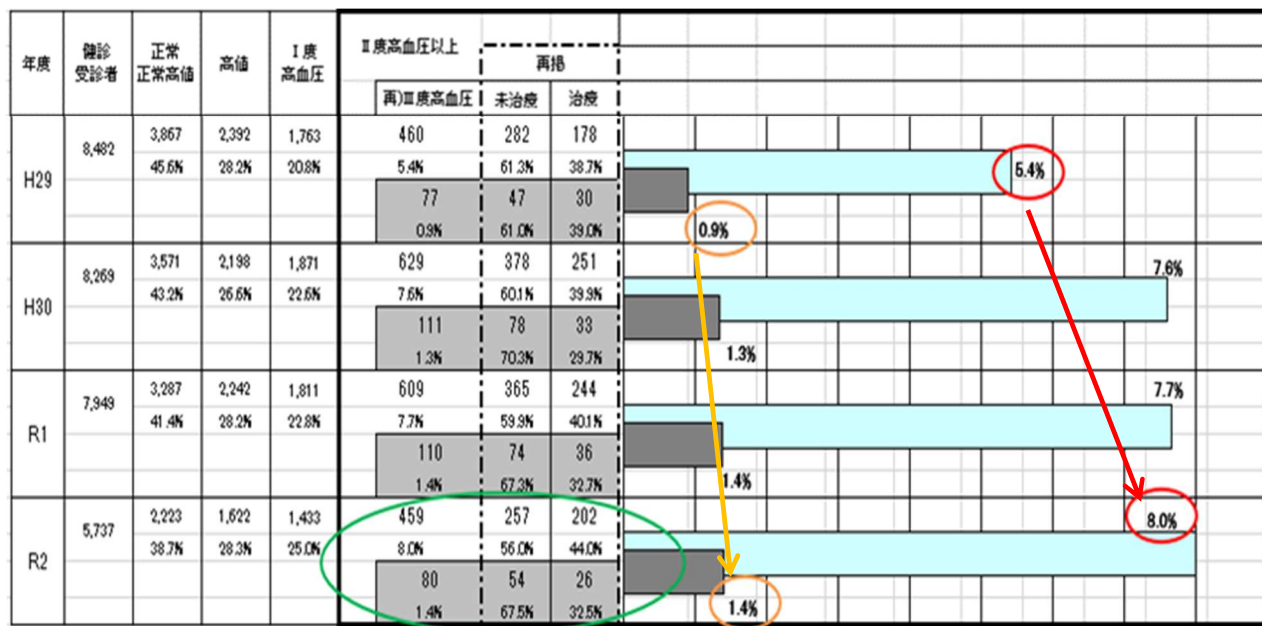 年度 健診受診者 正常正常高値 高値 Ⅰ度高血圧 Ⅱ度高血圧以上 再掲
再)Ⅲ度高血圧 未治療 治療
H29 8,482 3,867 2,392 1,763 460 282 178
45.6% 28.2% 20.8% 5.4% 61.3% 38.7% 5.4%
77 47 30
0.9% 61.0% 39.0% 0.9%
H30 8,269 3,571 2,198 1,871 629 378 251 7.6%
43.2% 26.6% 22.6% 7.6% 60.1% 39.9%
111 78 33
1.3% 70.3% 29.7% 1.3%
R1 7,949 3,287 2,242 1,811 609 365 244 7.7%
41.4% 28.2% 22.8% 7.7% 59.9% 40.1%
110 74 36
1.4% 67.3% 32.7% 1.4%
R2 5,737 2,223 1,622 1,433 459 257 202 8.0%
38.7% 28.3% 25.0% 8.0% 56.0% 44.0%
80 54 26
1.4% 67.5% 32.5% 1.4%